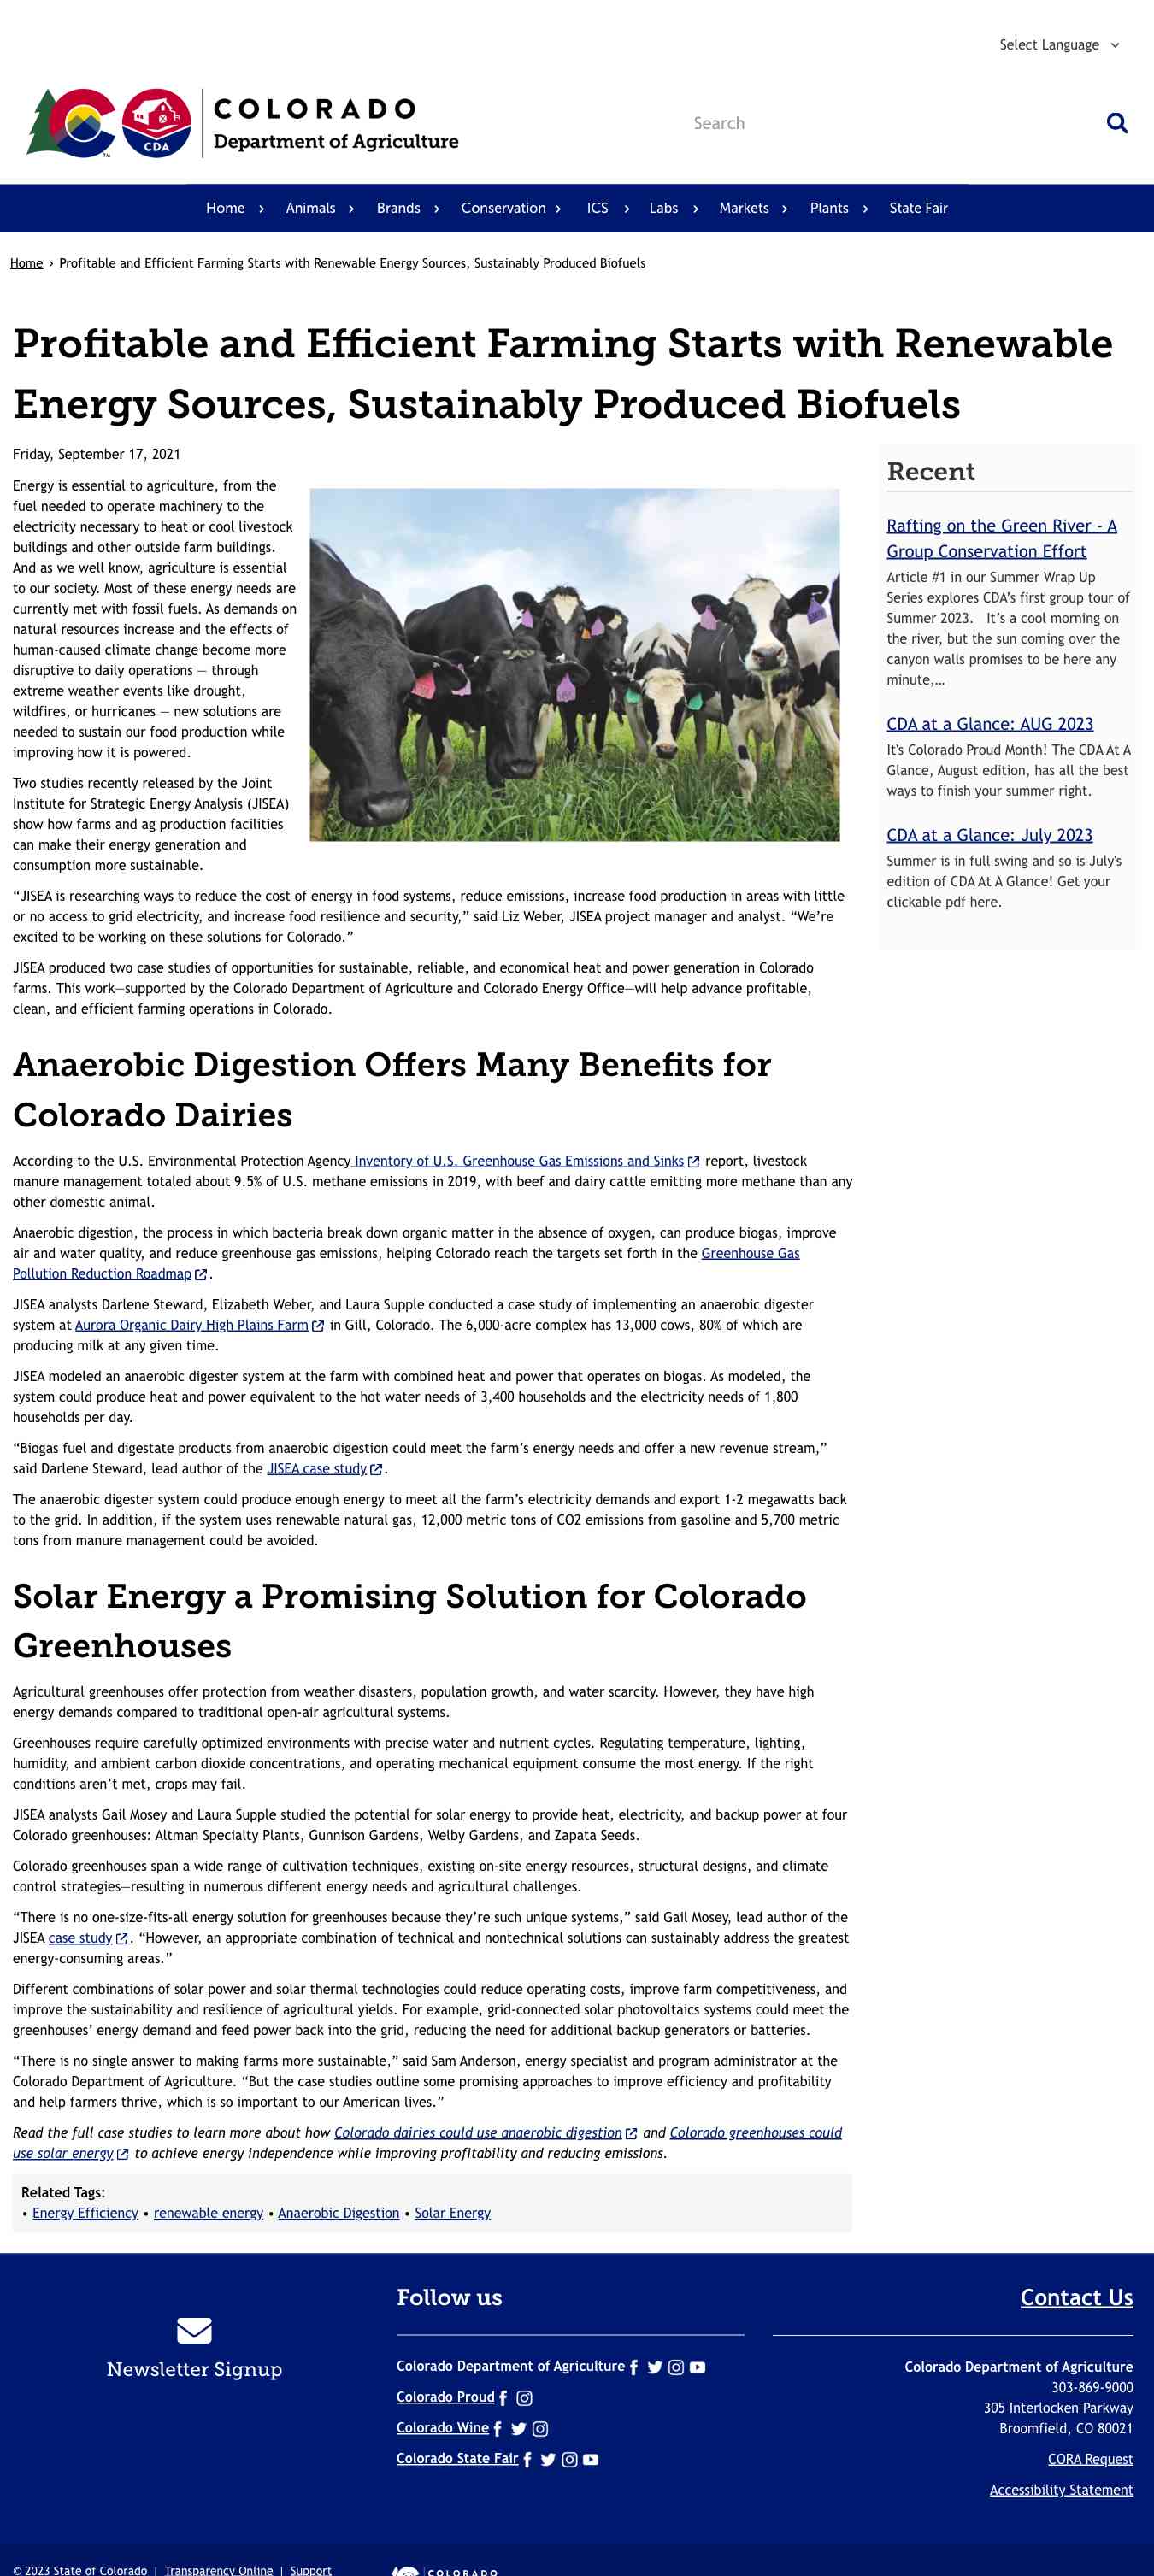 Select Language
COLORADO
Department of Agriculture
CDA
TM
Search
Home
Animals
Brands
Conservation
ICS
Labs
Markets
Plants
State Fair
Home › Profitable and Efficient Farming Starts with Renewable Energy Sources, Sustainably Produced Biofuels
Profitable and Efficient Farming Starts with Renewable
Energy Sources, Sustainably Produced Biofuels
Friday, September 17, 2021
Energy is essential to agriculture, from the
fuel needed to operate machinery to the
electricity necessary to heat or cool livestock
buildings and other outside farm buildings.
And as we well know, agriculture is essential
to our society. Most of these energy needs are
currently met with fossil fuels. As demands on
natural resources increase and the effects of
human-caused climate change become more
disruptive to daily operations — through
extreme weather events like drought,
wildfires, or hurricanes — new solutions are
needed to sustain our food production while
improving how it is powered.
Two studies recently released by the Joint
Institute for Strategic Energy Analysis (JISEA)
show how farms and ag production facilities
can make their energy generation and
consumption more sustainable.
“JISEA is researching ways to reduce the cost of energy in food systems, reduce emissions, increase food production in areas with little
or no access to grid electricity, and increase food resilience and security,” said Liz Weber, JISEA project manager and analyst. “We’re
excited to be working on these solutions for Colorado.”
JISEA produced two case studies of opportunities for sustainable, reliable, and economical heat and power generation in Colorado
farms. This work—supported by the Colorado Department of Agriculture and Colorado Energy Office—will help advance profitable,
clean, and efficient farming operations in Colorado.
Anaerobic Digestion Offers Many Benefits for
Colorado Dairies
According to the U.S. Environmental Protection Agency Inventory of U.S. Greenhouse Gas Emissions and Sinks report, livestock
manure management totaled about 9.5% of U.S. methane emissions in 2019, with beef and dairy cattle emitting more methane than any
other domestic animal.
Anaerobic digestion, the process in which bacteria break down organic matter in the absence of oxygen, can produce biogas, improve
air and water quality, and reduce greenhouse gas emissions, helping Colorado reach the targets set forth in the Greenhouse Gas
Pollution Reduction Roadmap.
JISEA analysts Darlene Steward, Elizabeth Weber, and Laura Supple conducted a case study of implementing an anaerobic digester
system at Aurora Organic Dairy High Plains Farm in Gill, Colorado. The 6,000-acre complex has 13,000 cows, 80% of which are
producing milk at any given time.
JISEA modeled an anaerobic digester system at the farm with combined heat and power that operates on biogas. As modeled, the
system could produce heat and power equivalent to the hot water needs of 3,400 households and the electricity needs of 1,800
households per day.
“Biogas fuel and digestate products from anaerobic digestion could meet the farm’s energy needs and offer a new revenue stream,”
said Darlene Steward, lead author of the JISEA case study.
The anaerobic digester system could produce enough energy to meet all the farm’s electricity demands and export 1-2 megawatts back
to the grid. In addition, if the system uses renewable natural gas, 12,000 metric tons of CO2 emissions from gasoline and 5,700 metric
tons from manure management could be avoided.
Solar Energy a Promising Solution for Colorado
Greenhouses
Agricultural greenhouses offer protection from weather disasters, population growth, and water scarcity. However, they have high
energy demands compared to traditional open-air agricultural systems.
Greenhouses require carefully optimized environments with precise water and nutrient cycles. Regulating temperature, lighting,
humidity, and ambient carbon dioxide concentrations, and operating mechanical equipment consume the most energy. If the right
conditions aren’t met, crops may fail.
JISEA analysts Gail Mosey and Laura Supple studied the potential for solar energy to provide heat, electricity, and backup power at four
Colorado greenhouses: Altman Specialty Plants, Gunnison Gardens, Welby Gardens, and Zapata Seeds.
Colorado greenhouses span a wide range of cultivation techniques, existing on-site energy resources, structural designs, and climate
control strategies—resulting in numerous different energy needs and agricultural challenges.
“There is no one-size-fits-all energy solution for greenhouses because they’re such unique systems,” said Gail Mosey, lead author of the
JISEA case study. “However, an appropriate combination of technical and nontechnical solutions can sustainably address the greatest
energy-consuming areas.”
Different combinations of solar power and solar thermal technologies could reduce operating costs, improve farm competitiveness, and
improve the sustainability and resilience of agricultural yields. For example, grid-connected solar photovoltaics systems could meet the
greenhouses’ energy demand and feed power back into the grid, reducing the need for additional backup generators or batteries.
“There is no single answer to making farms more sustainable,” said Sam Anderson, energy specialist and program administrator at the
Colorado Department of Agriculture. “But the case studies outline some promising approaches to improve efficiency and profitability
and help farmers thrive, which is so important to our American lives.”
Read the full case studies to learn more about how Colorado dairies could use anaerobic digestion and Colorado greenhouses could
use solar energy to achieve energy independence while improving profitability and reducing emissions.
Related Tags:
• Energy Efficiency • renewable energy • Anaerobic Digestion • Solar Energy
Recent
Rafting on the Green River - A
Group Conservation Effort
Article #1 in our Summer Wrap Up
Series explores CDA’s first group tour of
Summer 2023. It’s a cool morning on
the river, but the sun coming over the
canyon walls promises to be here any
minute,…
CDA at a Glance: AUG 2023
It's Colorado Proud Month! The CDA At A
Glance, August edition, has all the best
ways to finish your summer right.
CDA at a Glance: July 2023
Summer is in full swing and so is July's
edition of CDA At A Glance! Get your
clickable pdf here.
Newsletter Signup
Follow us
Colorado Department of Agriculture
Colorado Proud
Colorado Wine
Colorado State Fair
Contact Us
Colorado Department of Agriculture
303-869-9000
305 Interlocken Parkway
Broomfield, CO 80021
CORA Request
Accessibility Statement
© 2023 State of Colorado | Transparency Online | Support
COLORADO